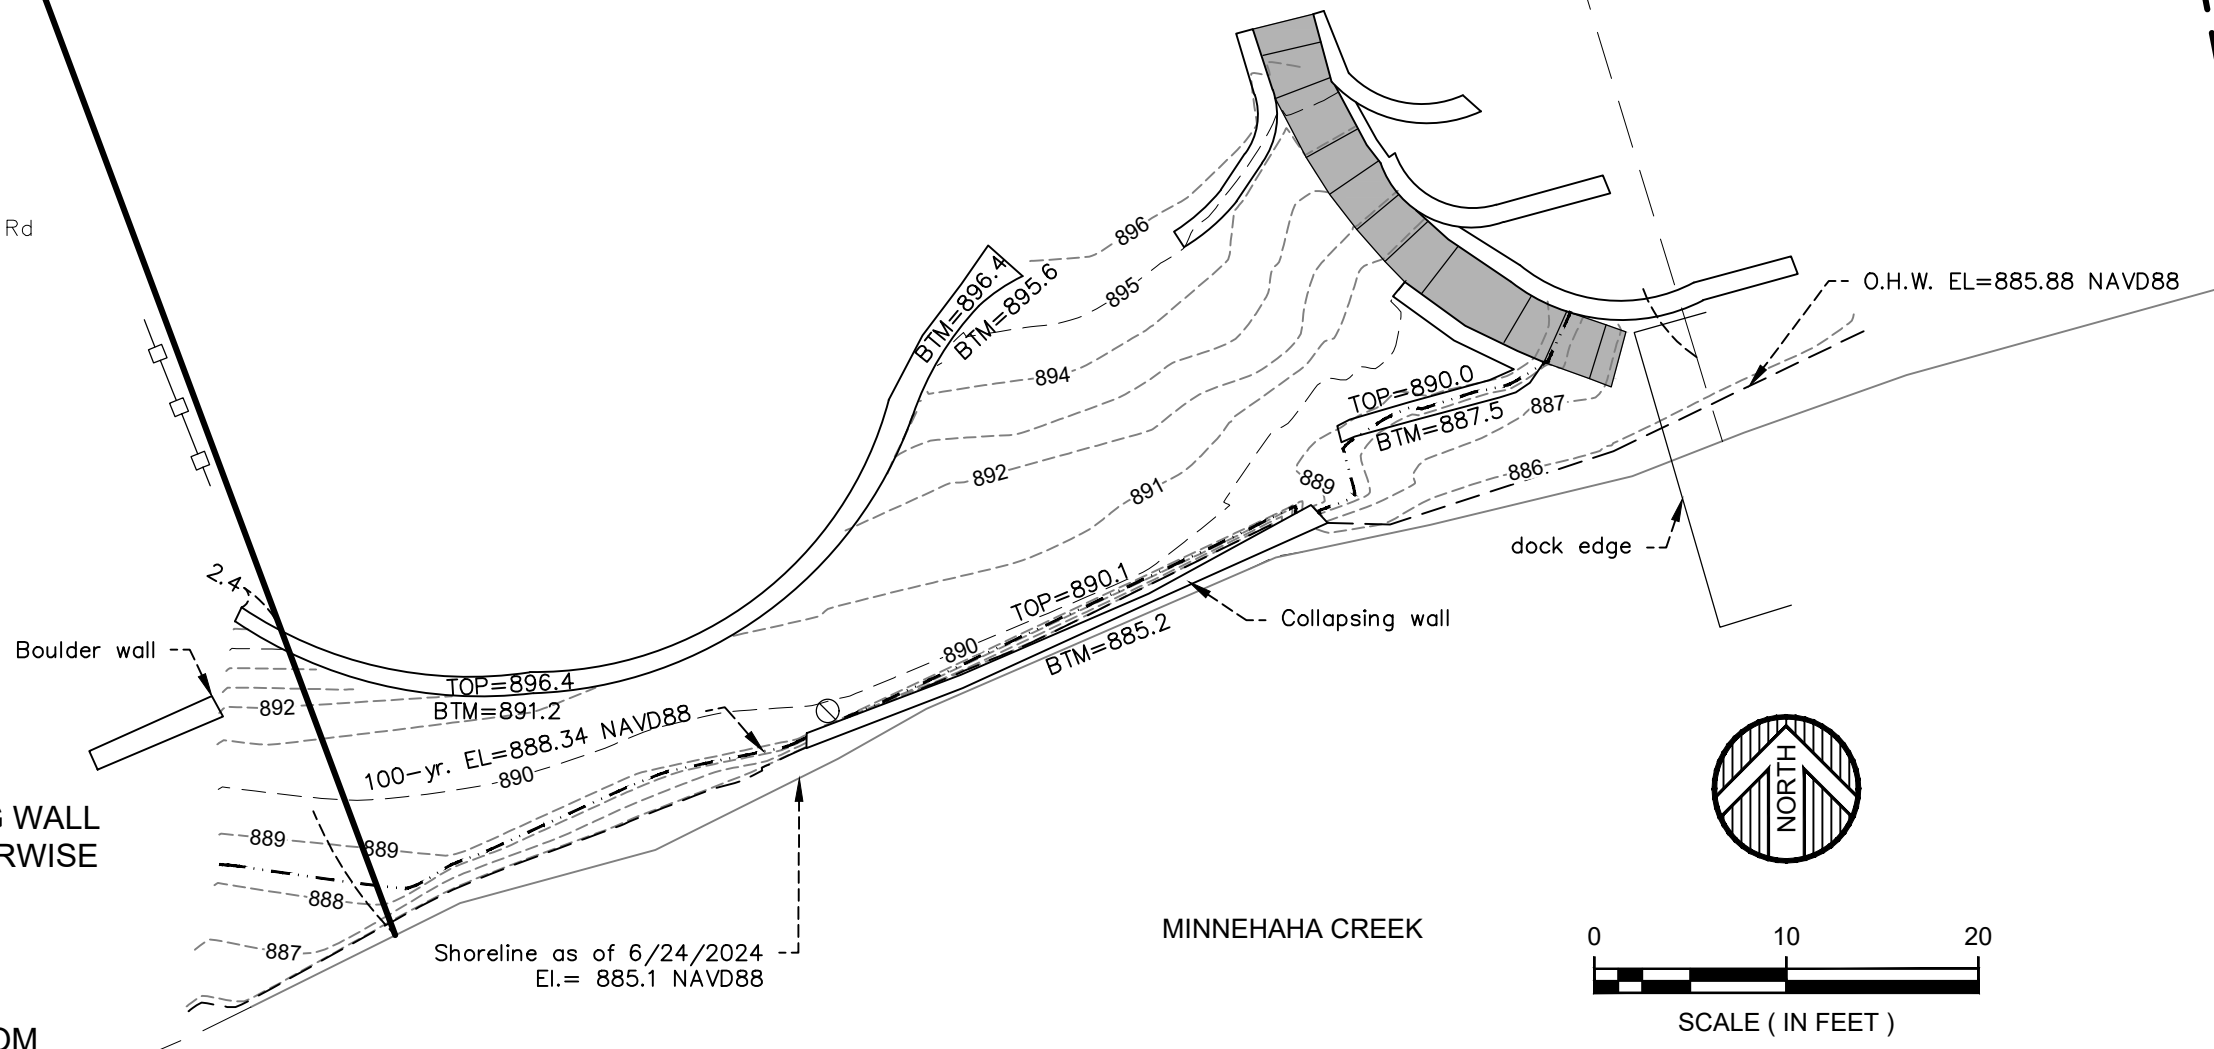 Rd
896
BTM=896.4
BTM=895.6
895
O.H.W. EL=885.88 NAVD88
894
TOP=890.0
BTM=887.5
887
892
891
889
886
dock edge
2.4
TOP=890.1
Collapsing wall
BTM=885.2
890
Boulder wall
TOP=896.4
BTM=891.2
892
100-yr. EL=888.34 NAVD88
890
WALL
RWISE
889
889
888
887
Shoreline as of 6/24/2024
El.= 885.1 NAVD88
MINNEHAHA CREEK
NORTH
0 10 20
SCALE ( IN FEET )
OM